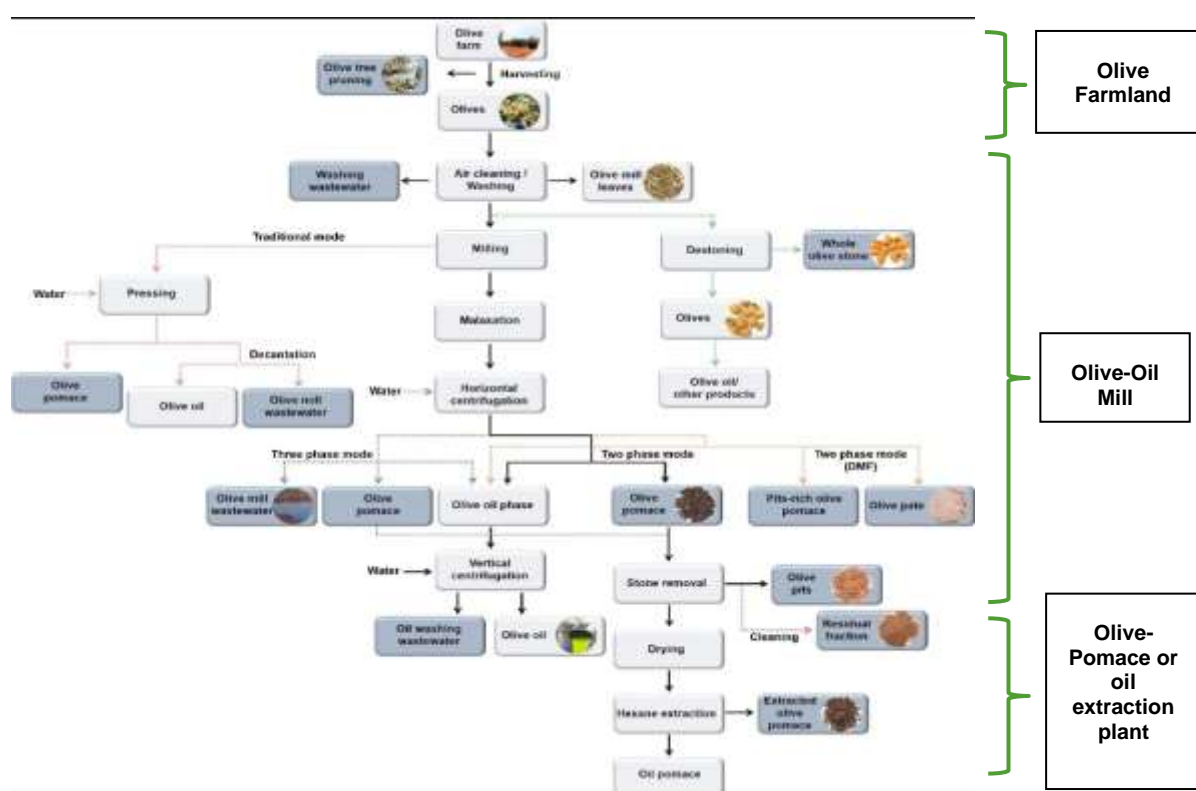 Olive
farm
Olive tree
pruning
Harvesting
Olives
Olive
Farmland
Washing
wastewater
Air cleaning /
Washing
Olive mill
leaves
Traditional mode
Milling
Destoning
Whole
olive stone
Water
Pressing
Malaxation
Olives
Decantation
Olive
pomace
Olive oil
Olive mill
wastewater
Water
Horizontal
centrifugation
Olive oil/
other products
Olive-Oil
Mill
Three phase mode
Two phase mode
Two phase mode
(DMF)
Olive mill
wastewater
Olive
pomace
Olive oil phase
Olive
pomace
Pits-rich olive
pomace
Olive pate
Water
Vertical
centrifugation
Stone removal
Olive
pits
Oil washing
wastewater
Olive oil
Cleaning
Residual
fraction
Drying
Hexane extraction
Extracted
olive
pomace
Oil pomace
Olive-
Pomace or
oil
extraction
plant